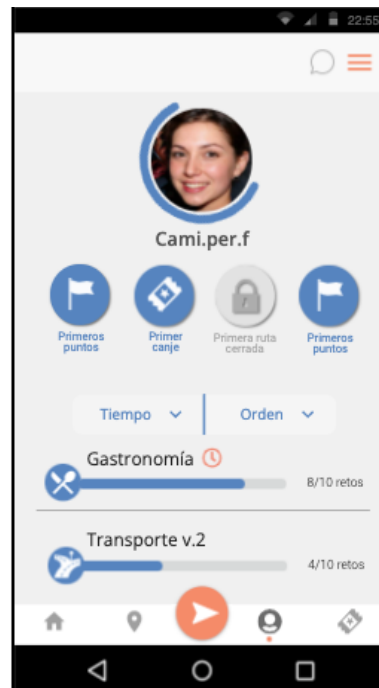 22:55
Cami.per.f
Primeros
puntos
Primer
canje
Primera ruta
cerrada
Primeros
puntos
Tiempo
Orden
Gastronomía
8/10 retos
Transporte v.2
4/10 retos